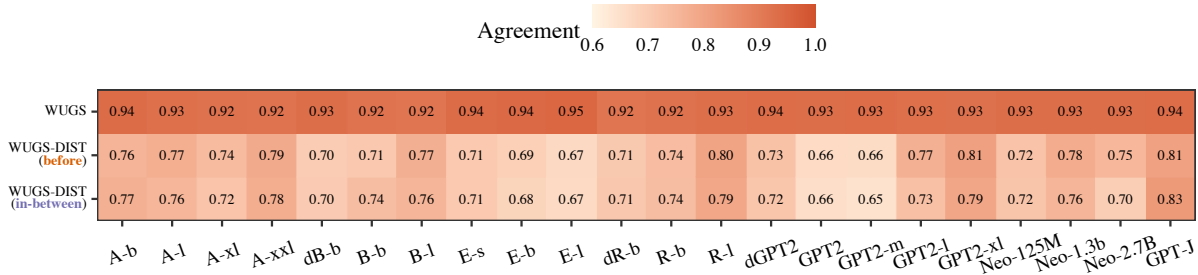 Agreement
0.6 0.7 0.8 0.9 1.0
WUGS 0.94 0.93 0.92 0.92 0.93 0.92 0.92 0.94 0.94 0.95 0.92 0.92 0.93 0.94 0.93 0.93 0.93 0.93 0.93 0.93 0.93 0.94
WUGS-DIST
(before) 0.76 0.77 0.74 0.79 0.70 0.71 0.77 0.71 0.69 0.67 0.71 0.74 0.80 0.73 0.66 0.66 0.77 0.81 0.72 0.78 0.75 0.81
WUGS-DIST
(in-between) 0.77 0.76 0.72 0.78 0.70 0.74 0.76 0.71 0.68 0.67 0.71 0.74 0.79 0.72 0.66 0.65 0.73 0.79 0.72 0.76 0.70 0.83
A-b A-l A-xl A-xxl dB-b B-b B-l E-s E-b E-l dR-b R-b R-l dGPT2 GPT2 GPT2-m GPT2-l GPT2-xl Neo-125M Neo-1.3b Neo-2.7B GPT-J